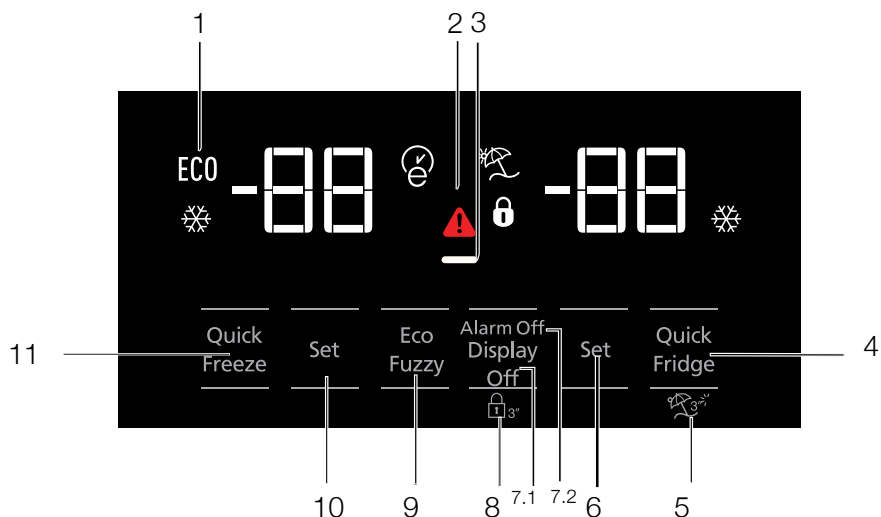 1 2 3
ECO -88 e -88
Quick Freeze
Set
Eco Fuzzy
Alarm Off
Display Off
Set
Quick Fridge
3"
3"
11
4
10 9 8 7.1 7.2 6 5